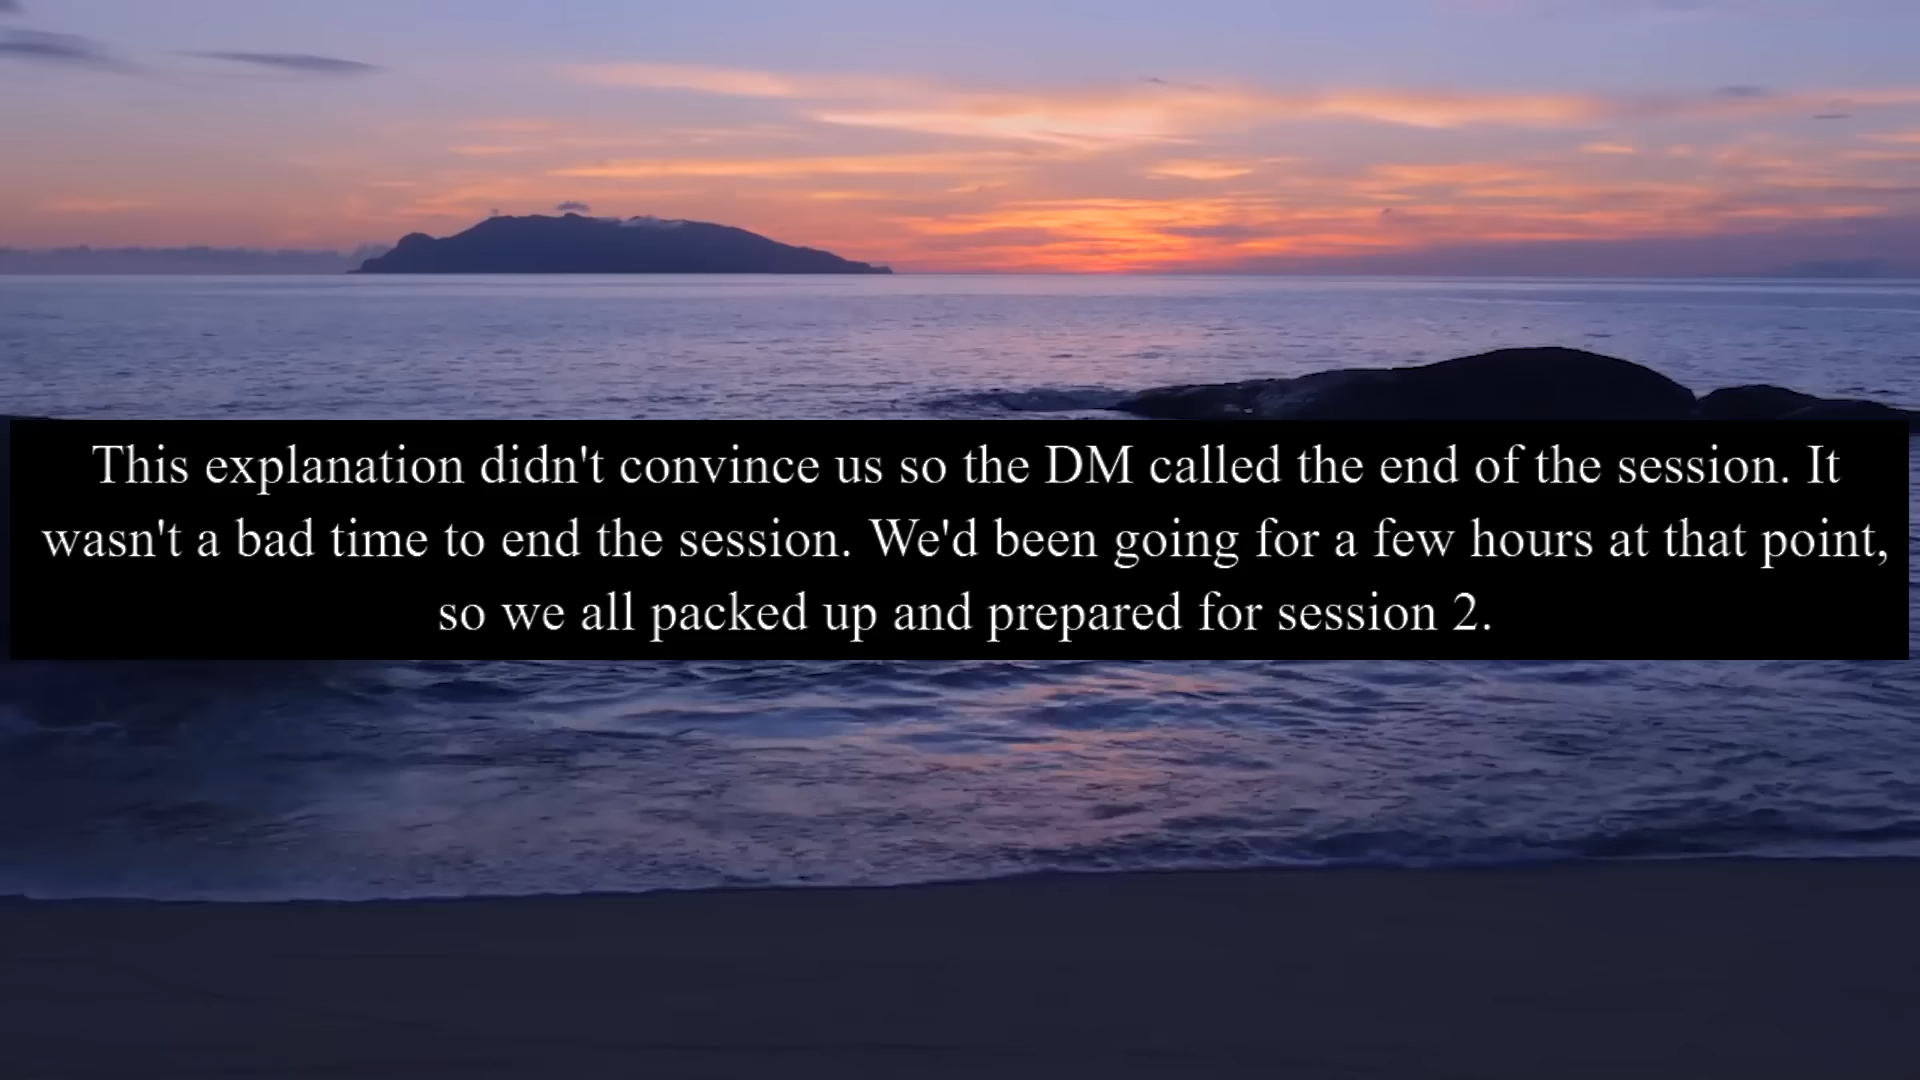 This explanation didn't convince us so the DM called the end of the session. It
wasn't a bad time to end the session. We'd been going for a few hours at that point,
so we all packed up and prepared for session 2.